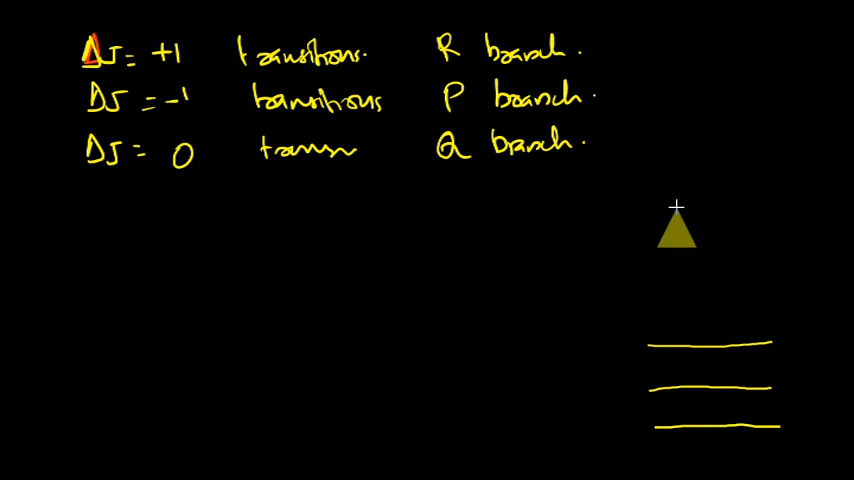 ΔJ = +1 transitions. R branch.
ΔJ = -1 transitions P branch.
ΔJ = 0 transn Q branch.